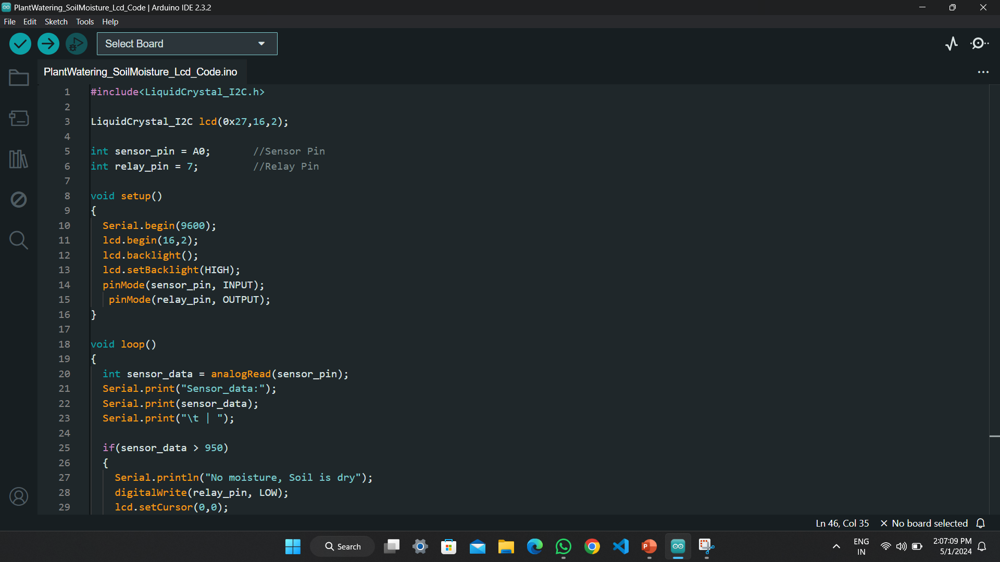 PlantWatering_SoilMoisture_Lcd_Code | Arduino IDE 2.3.2
File Edit Sketch Tools Help
Select Board
PlantWatering_SoilMoisture_Lcd_Code.ino
1 #include<LiquidCrystal_I2C.h>
2
3 LiquidCrystal_I2C lcd(0x27,16,2);
4
5 int sensor_pin = A0;       //Sensor Pin
6 int relay_pin = 7;         //Relay Pin
7
8 void setup()
9 {
10   Serial.begin(9600);
11   lcd.begin(16,2);
12   lcd.backlight();
13   lcd.setBacklight(HIGH);
14   pinMode(sensor_pin, INPUT);
15    pinMode(relay_pin, OUTPUT);
16 }
17
18 void loop()
19 {
20   int sensor_data = analogRead(sensor_pin);
21   Serial.print("Sensor_data:");
22   Serial.print(sensor_data);
23   Serial.print("\t | ");
24
25   if(sensor_data > 950)
26   {
27     Serial.println("No moisture, Soil is dry");
28     digitalWrite(relay_pin, LOW);
29     lcd.setCursor(0,0);
Ln 46, Col 35 No board selected
Search
ENG
IN
2:07:09 PM
5/1/2024